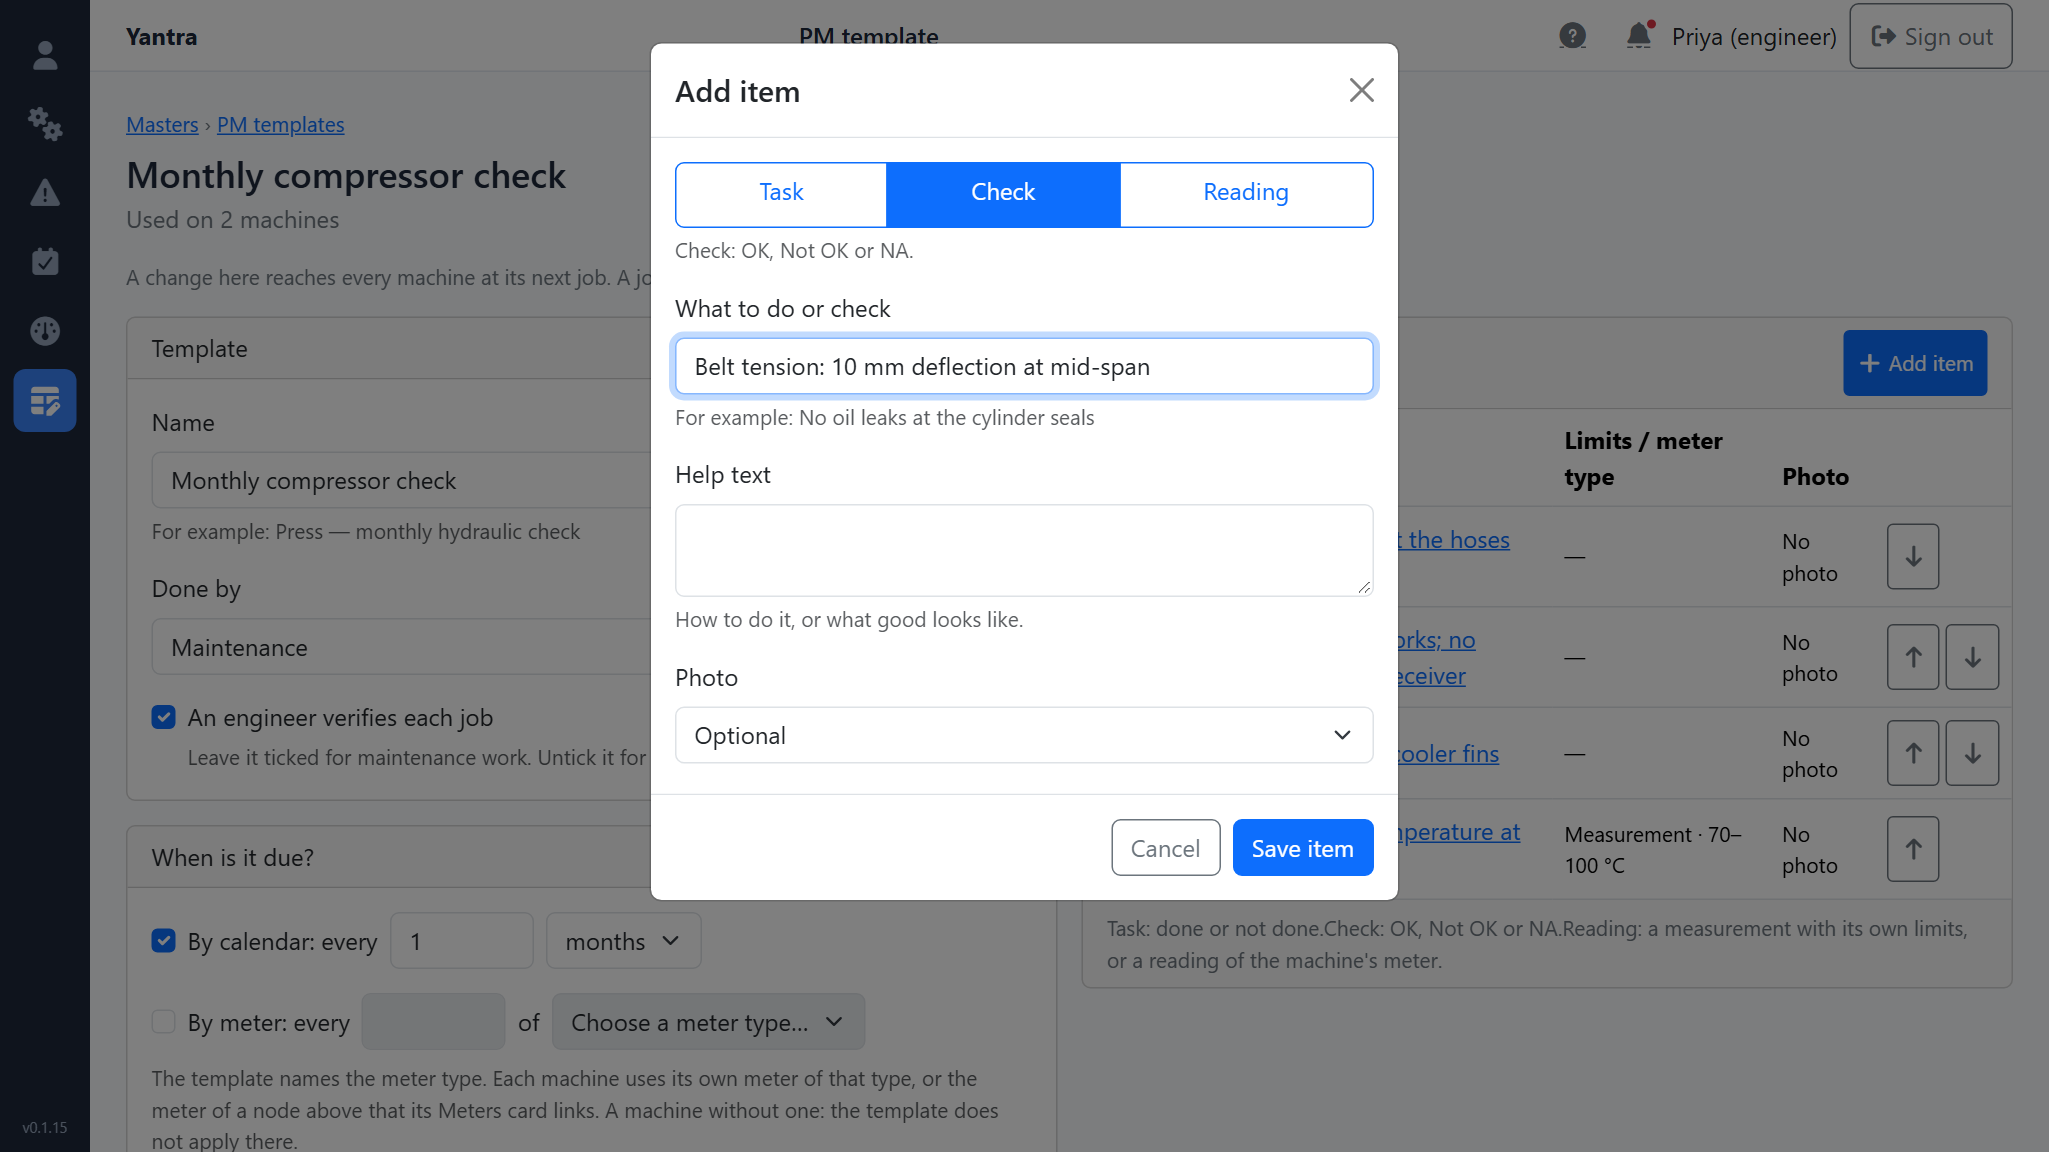 Yantra
PM template
Priya (engineer)
Sign out
Masters › PM templates
Monthly compressor check
Used on 2 machines
A change here reaches every machine at its next job. A
Template
Name
Monthly compressor check
For example: Press — monthly hydraulic check
Done by
Maintenance
An engineer verifies each job
Leave it ticked for maintenance work. Untick it for
When is it due?
By calendar: every 1 months
By meter: every of Choose a meter type...
The template names the meter type. Each machine uses its own meter of that type, or the
meter of a node above that its Meters card links. A machine without one: the template does
not apply there.
v0.1.15
Add item
Task
Check
Reading
Check: OK, Not OK or NA.
What to do or check
Belt tension: 10 mm deflection at mid-span
For example: No oil leaks at the cylinder seals
Help text
How to do it, or what good looks like.
Photo
Optional
Cancel
Save item
+ Add item
Limits / meter
type
Photo
the hoses
—
No
photo
no
—
No
photo
fins
—
No
photo
at
Measurement · 70–
100 °C
No
photo
Task: done or not done.Check: OK, Not OK or NA.Reading: a measurement with its own limits,
or a reading of the machine's meter.